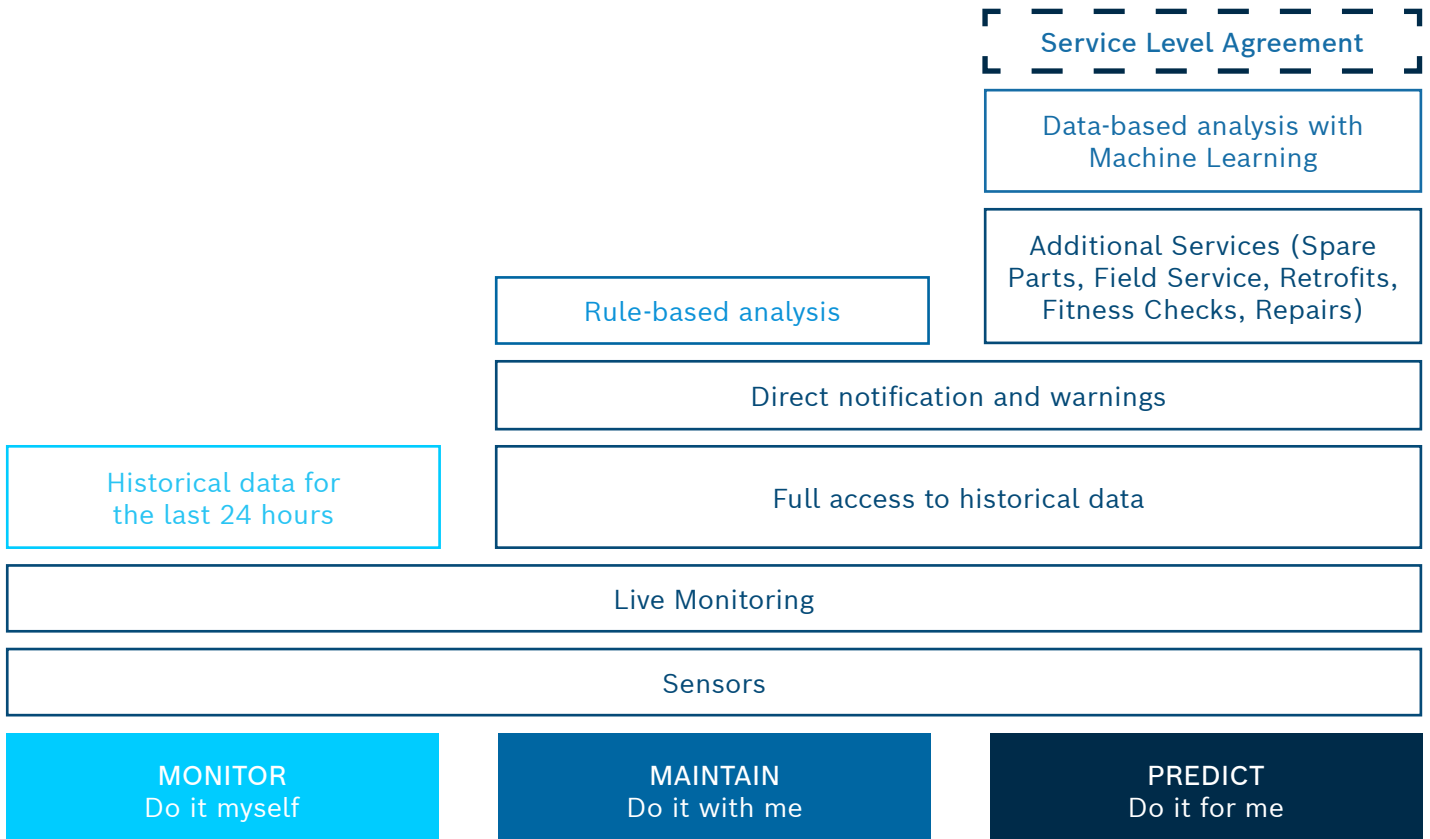 Service Level Agreement
Data-based analysis with
Machine Learning
Additional Services (Spare
Parts, Field Service, Retrofits,
Fitness Checks, Repairs)
Rule-based analysis
Direct notification and warnings
Historical data for
the last 24 hours
Full access to historical data
Live Monitoring
Sensors
MONITOR
Do it myself
MAINTAIN
Do it with me
PREDICT
Do it for me